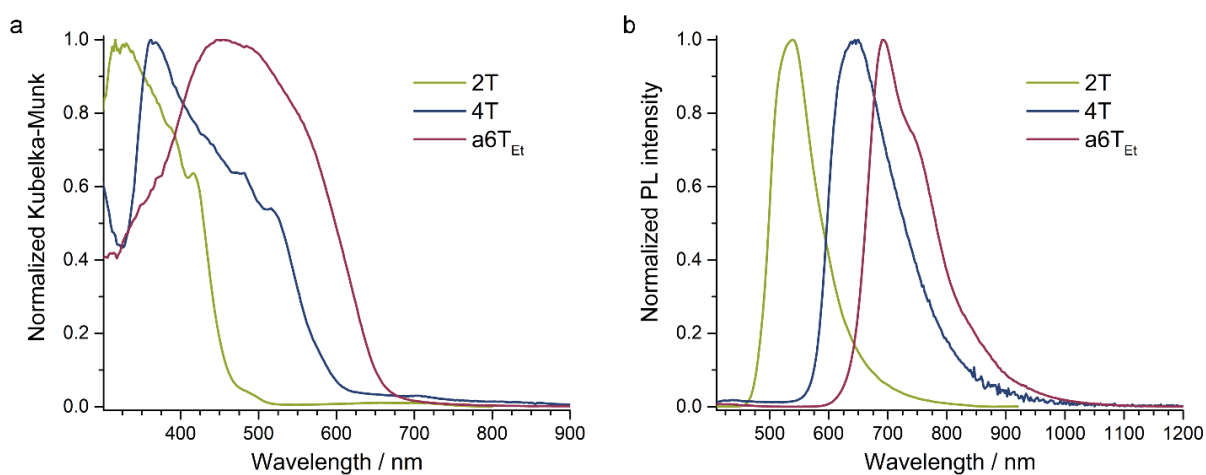 a
Normalized Kubelka-Munk
1.0
0.8
0.6
0.4
0.2
0.0
400
500
600
700
800
900
Wavelength / nm
2T
4T
a6T_Et
b
Normalized PL intensity
1.0
0.8
0.6
0.4
0.2
0.0
500
600
700
800
900
1000
1100
1200
Wavelength / nm
2T
4T
a6T_Et